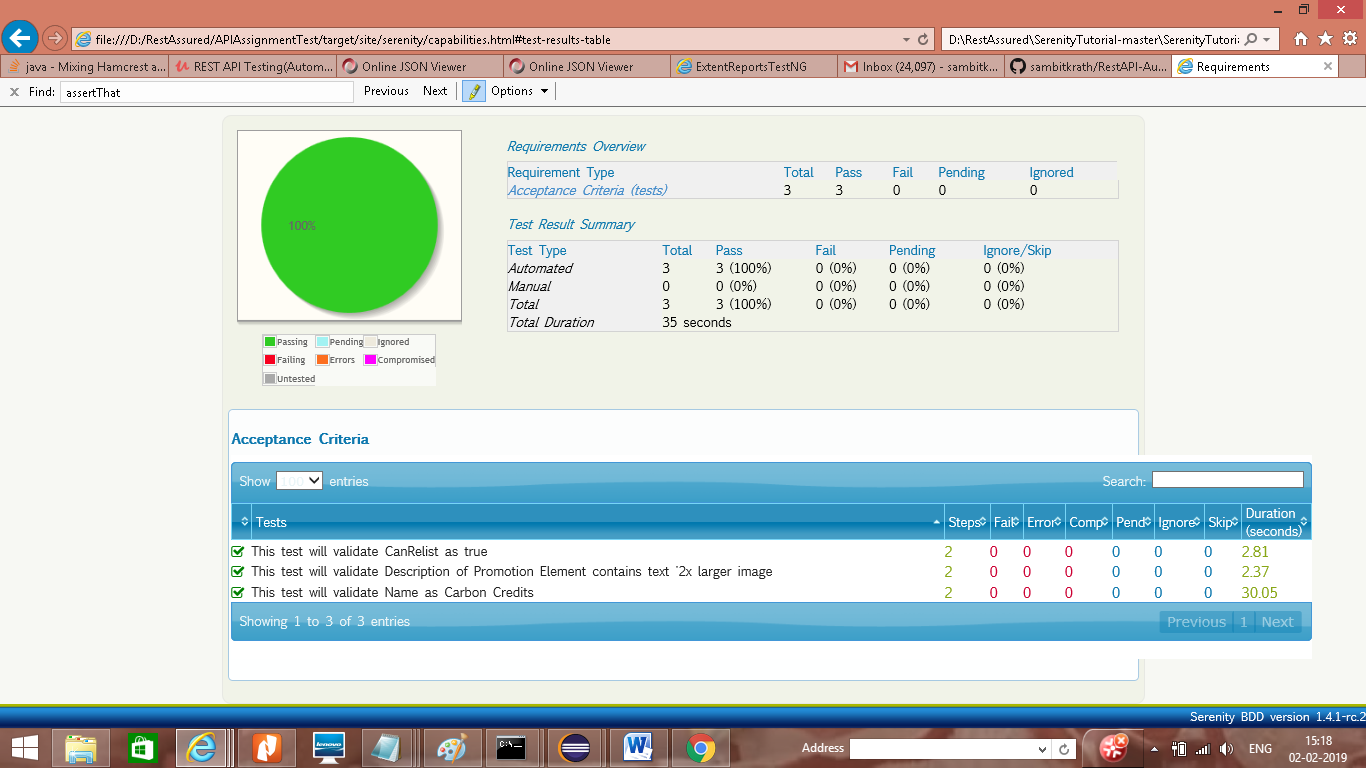 file:///D:/RestAssured/APIAssignmentTest/target/site/serenity/capabilities.html#test-results-table
D:\RestAssured\SerenityTutorial-master\SerenityTutori
java - Mixing Hamcrest a...
REST API Testing(Autom...
Online JSON Viewer
Online JSON Viewer
ExtentReportsTestNG
Inbox (24,097) - sambitk...
sambitkrath/RestAPI-Au...
Requirements
Find: assertThat Previous Next Options
100%
Passing Pending Ignored
Failing Errors Compromised
Untested
Requirements Overview
Requirement Type Total Pass Fail Pending Ignored
Acceptance Criteria (tests) 3 3 0 0 0
Test Result Summary
Test Type Total Pass Fail Pending Ignore/Skip
Automated 3 3 (100%) 0 (0%) 0 (0%) 0 (0%)
Manual 0 0 (0%) 0 (0%) 0 (0%) 0 (0%)
Total 3 3 (100%) 0 (0%) 0 (0%) 0 (0%)
Total Duration 35 seconds
Acceptance Criteria
Show 100 entries Search:
Tests Steps Fail Error Comp Pend Ignore Skip Duration (seconds)
This test will validate CanRelist as true 2 0 0 0 0 0 0 2.81
This test will validate Description of Promotion Element contains text '2x larger image 2 0 0 0 0 0 0 2.37
This test will validate Name as Carbon Credits 2 0 0 0 0 0 0 30.05
Showing 1 to 3 of 3 entries Previous 1 Next
Serenity BDD version 1.4.1-rc.2
Address ENG 15:18
02-02-2019